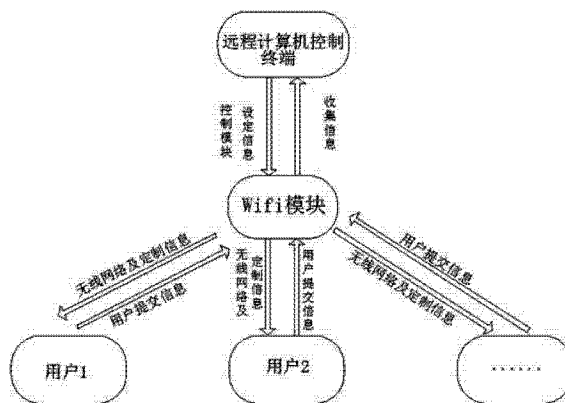 远程计算机控制
终端
控制模块
设定信息
收集信息
Wifi模块
无线网络及定制信息
用户提交信息
无线网络及
定制信息
用户提交信息
用户提交信息
无线网络及定制信息
用户1
用户2
······